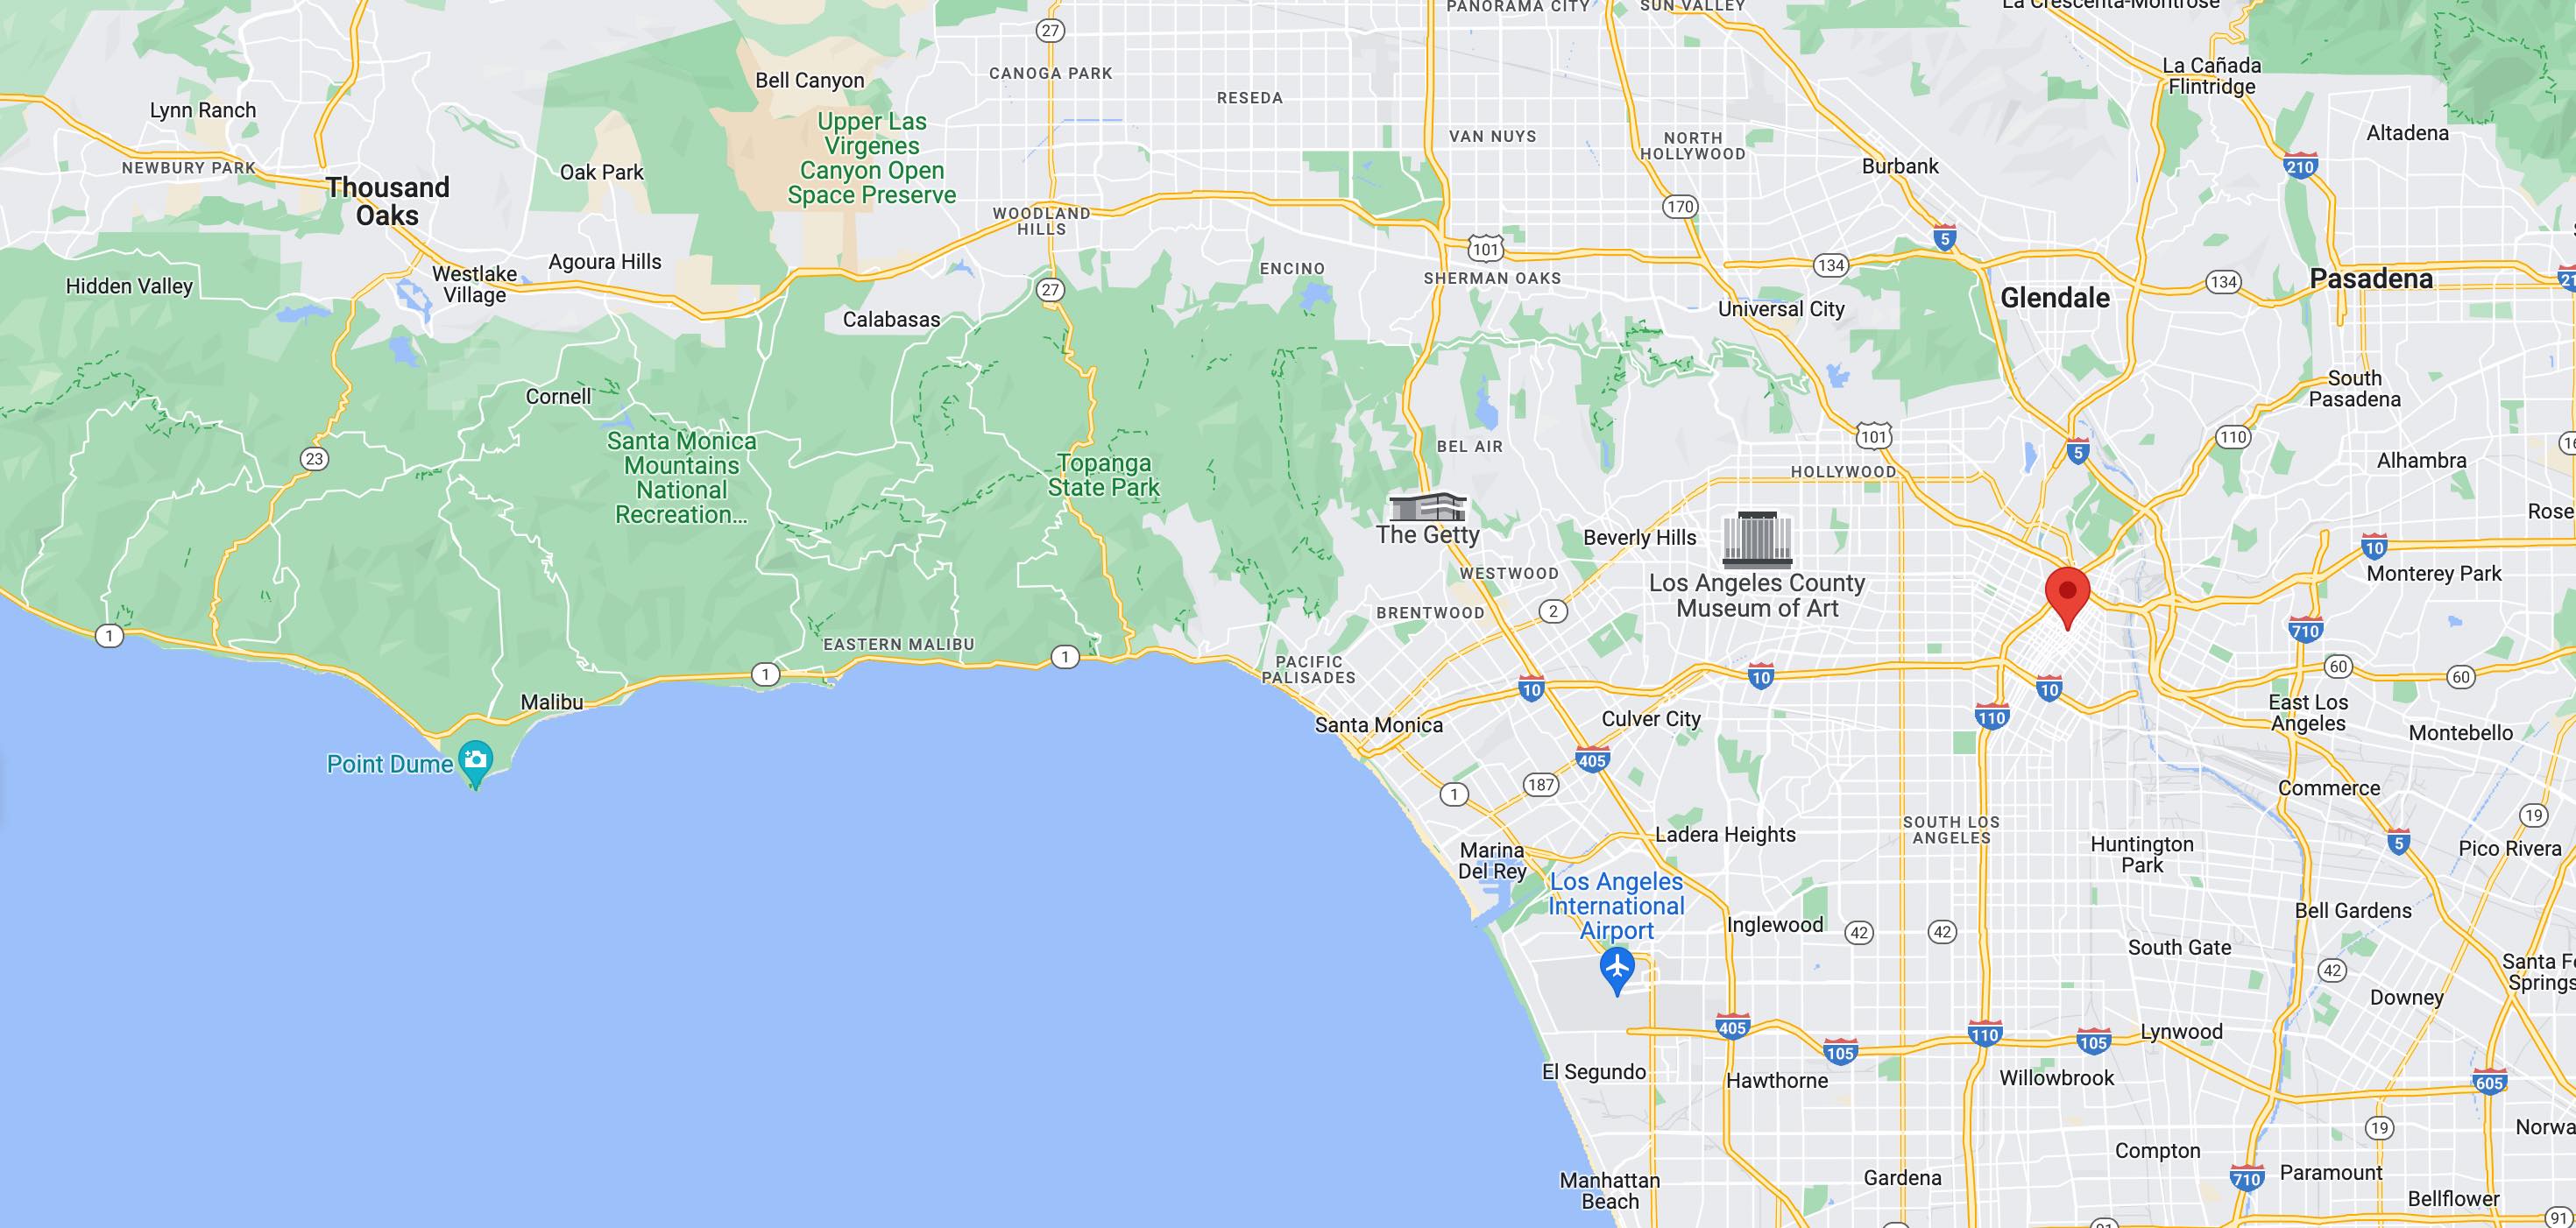 PANORAMA CITY
SUN VALLEY
La Crescenta-Montrose
27
CANOGA PARK
Bell Canyon
RESEDA
La Cañada
Flintridge
Lynn Ranch
Upper Las
Virgenes
Canyon Open
Space Preserve
VAN NUYS
NORTH
HOLLYWOOD
Altadena
NEWBURY PARK
Oak Park
Burbank
210
Thousand
Oaks
170
WOODLAND
HILLS
5
101
Agoura Hills
ENCINO
134
Westlake
Village
SHERMAN OAKS
134
Pasadena
Hidden Valley
27
Universal City
Glendale
Calabasas
South
Pasadena
Cornell
101
110
Santa Monica
Mountains
National
Recreation...
BEL AIR
5
23
Topanga
State Park
HOLLYWOOD
Alhambra
The Getty
Beverly Hills
10
Rose
WESTWOOD
Los Angeles County
Museum of Art
Monterey Park
BRENTWOOD
2
1
EASTERN MALIBU
1
710
1
PACIFIC
PALISADES
10
10
10
60
60
Malibu
Santa Monica
Culver City
110
East Los
Angeles
Montebello
Point Dume
405
1
187
Commerce
19
Ladera Heights
SOUTH LOS
ANGELES
Huntington
Park
5
Pico Rivera
Marina
Del Rey
Los Angeles
International
Airport
Inglewood
42
42
Bell Gardens
South Gate
42
Santa Fe
Springs
Downey
405
105
110
105
Lynwood
El Segundo
Hawthorne
Willowbrook
605
19
Norwa
Compton
Manhattan
Beach
Gardena
710
Paramount
Bellflower
91